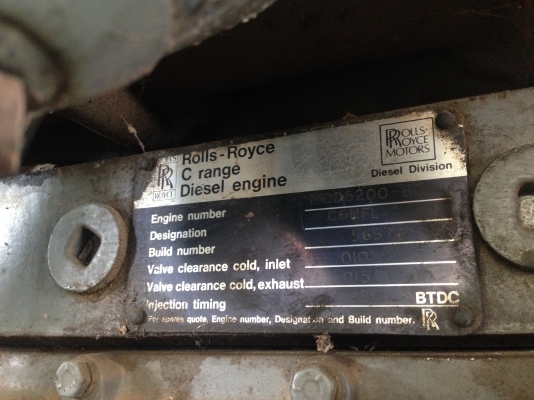 Rolls-Royce
C range
Diesel engine
ROLLS-
ROYCE
MOTORS
Diesel Division
Engine number
Designation
Build number
Valve clearance cold, inlet 010
Valve clearance cold, exhaust
Injection timing BTDC
For spares quote, Engine number, Designation and Build number.